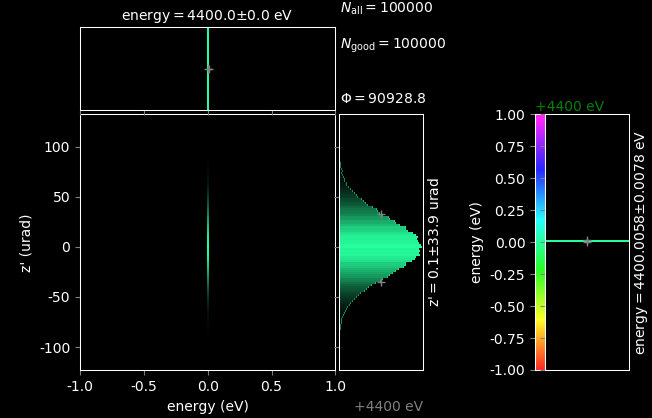 energy = 4400.0±0.0 eV
N_all = 100000
N_good = 100000
Φ = 90928.8
100
50
0
-50
-100
z' (urad)
-1.0
-0.5
0.0
0.5
1.0
energy (eV)
+4400 eV
z' = 0.1±33.9 urad
+4400 eV
1.00
0.75
0.50
0.25
0.00
-0.25
-0.50
-0.75
-1.00
energy (eV)
energy = 4400.0058±0.0078 eV